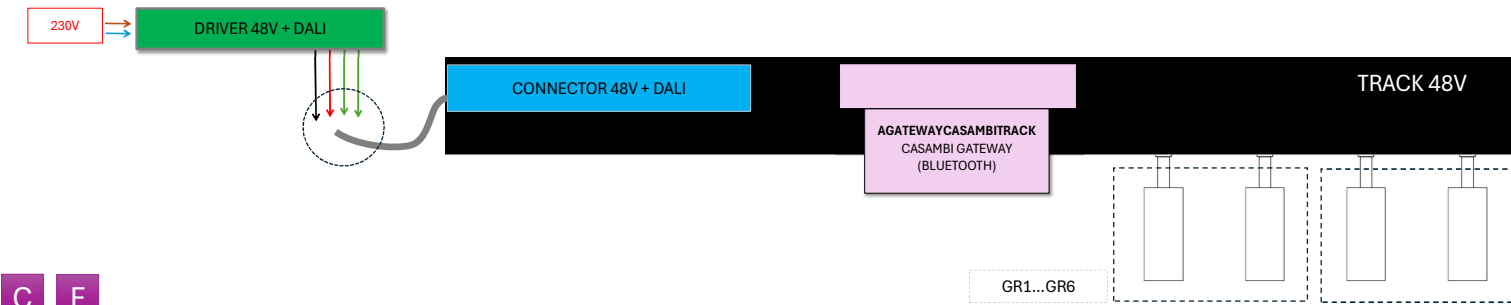 230V
DRIVER 48V + DALI
CONNECTOR 48V + DALI
TRACK 48V
AGATEWAYCASAMBITRACK
CASAMBI GATEWAY
(BLUETOOTH)
GR1...GR6
C